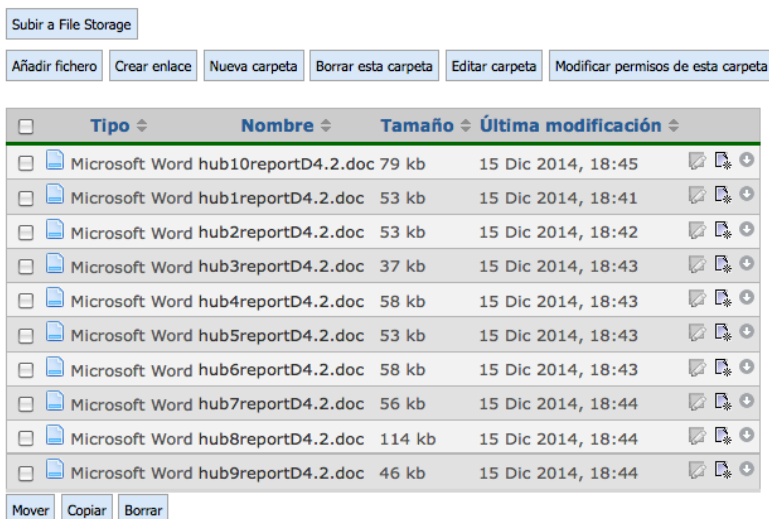 Subir a File Storage
Añadir fichero Crear enlace Nueva carpeta Borrar esta carpeta Editar carpeta Modificar permisos de esta carpeta
Tipo Nombre Tamaño Última modificación
Microsoft Word hub10reportD4.2.doc 79 kb 15 Dic 2014, 18:45
Microsoft Word hub1reportD4.2.doc 53 kb 15 Dic 2014, 18:41
Microsoft Word hub2reportD4.2.doc 53 kb 15 Dic 2014, 18:42
Microsoft Word hub3reportD4.2.doc 37 kb 15 Dic 2014, 18:43
Microsoft Word hub4reportD4.2.doc 58 kb 15 Dic 2014, 18:43
Microsoft Word hub5reportD4.2.doc 53 kb 15 Dic 2014, 18:43
Microsoft Word hub6reportD4.2.doc 58 kb 15 Dic 2014, 18:43
Microsoft Word hub7reportD4.2.doc 56 kb 15 Dic 2014, 18:44
Microsoft Word hub8reportD4.2.doc 114 kb 15 Dic 2014, 18:44
Microsoft Word hub9reportD4.2.doc 46 kb 15 Dic 2014, 18:44
Mover Copiar Borrar